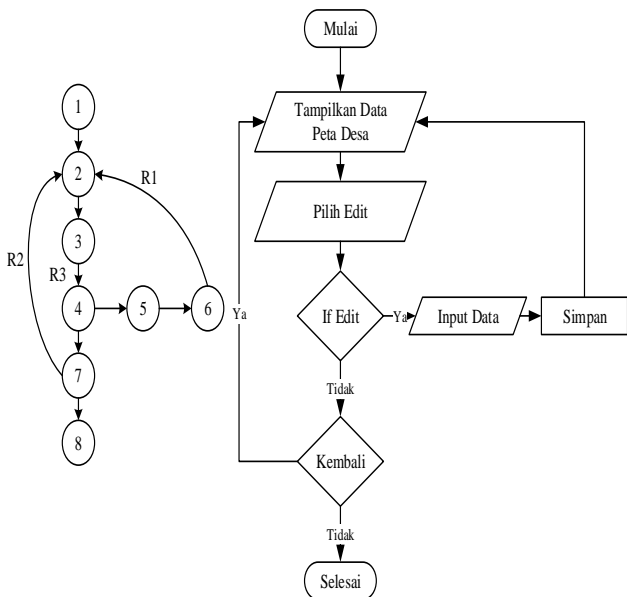 1
2
R1
3
R2
R3
4
5
6
7
8
Mulai
Tampilkan Data
Peta Desa
Pilih Edit
If Edit
Ya
Input Data
Simpan
Ya
Tidak
Kembali
Tidak
Selesai